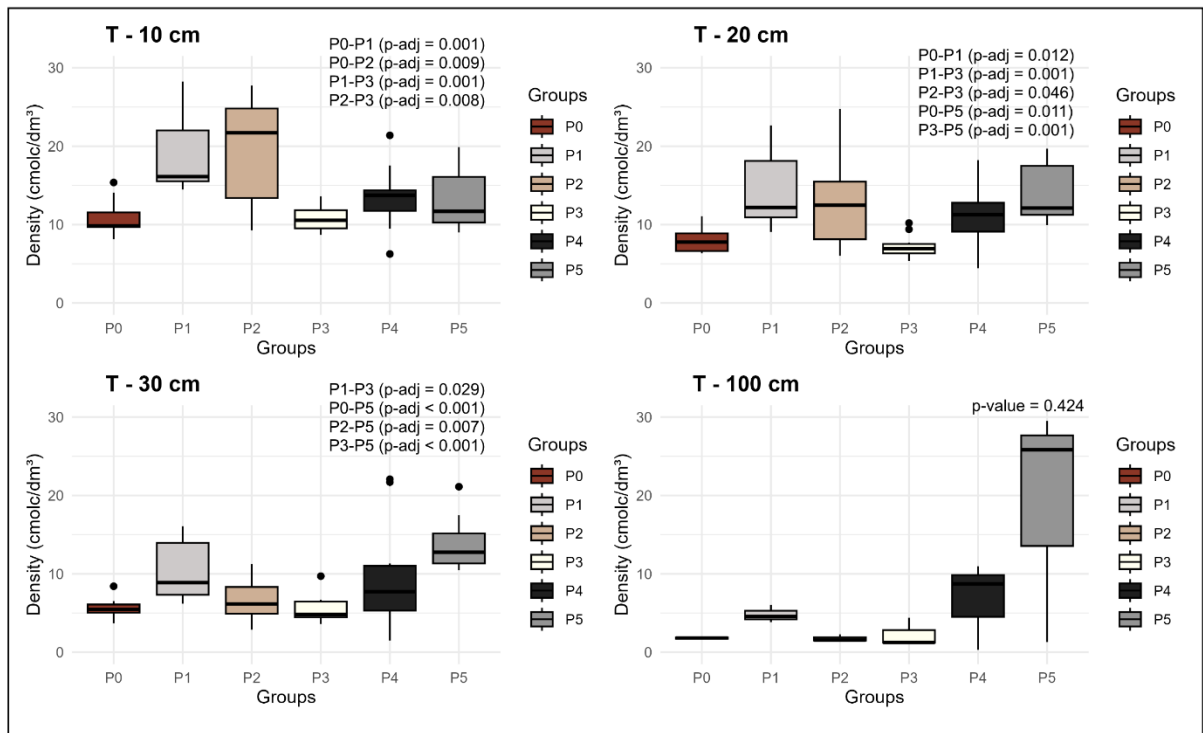 T - 10 cm
P0-P1 (p-adj = 0.001)
P0-P2 (p-adj = 0.009)
P1-P3 (p-adj = 0.001)
P2-P3 (p-adj = 0.008)
Density (cmolc/dm³)
30
20
10
0
P0 P1 P2 P3 P4 P5
Groups
Groups
P0
P1
P2
P3
P4
P5
T - 20 cm
P0-P1 (p-adj = 0.012)
P1-P3 (p-adj = 0.001)
P2-P3 (p-adj = 0.046)
P0-P5 (p-adj = 0.011)
P3-P5 (p-adj = 0.001)
Density (cmolc/dm³)
30
20
10
0
P0 P1 P2 P3 P4 P5
Groups
Groups
P0
P1
P2
P3
P4
P5
T - 30 cm
P1-P3 (p-adj = 0.029)
P0-P5 (p-adj < 0.001)
P2-P5 (p-adj = 0.007)
P3-P5 (p-adj < 0.001)
Density (cmolc/dm³)
30
20
10
0
P0 P1 P2 P3 P4 P5
Groups
Groups
P0
P1
P2
P3
P4
P5
T - 100 cm
p-value = 0.424
Density (cmolc/dm³)
30
20
10
0
P0 P1 P2 P3 P4 P5
Groups
Groups
P0
P1
P2
P3
P4
P5